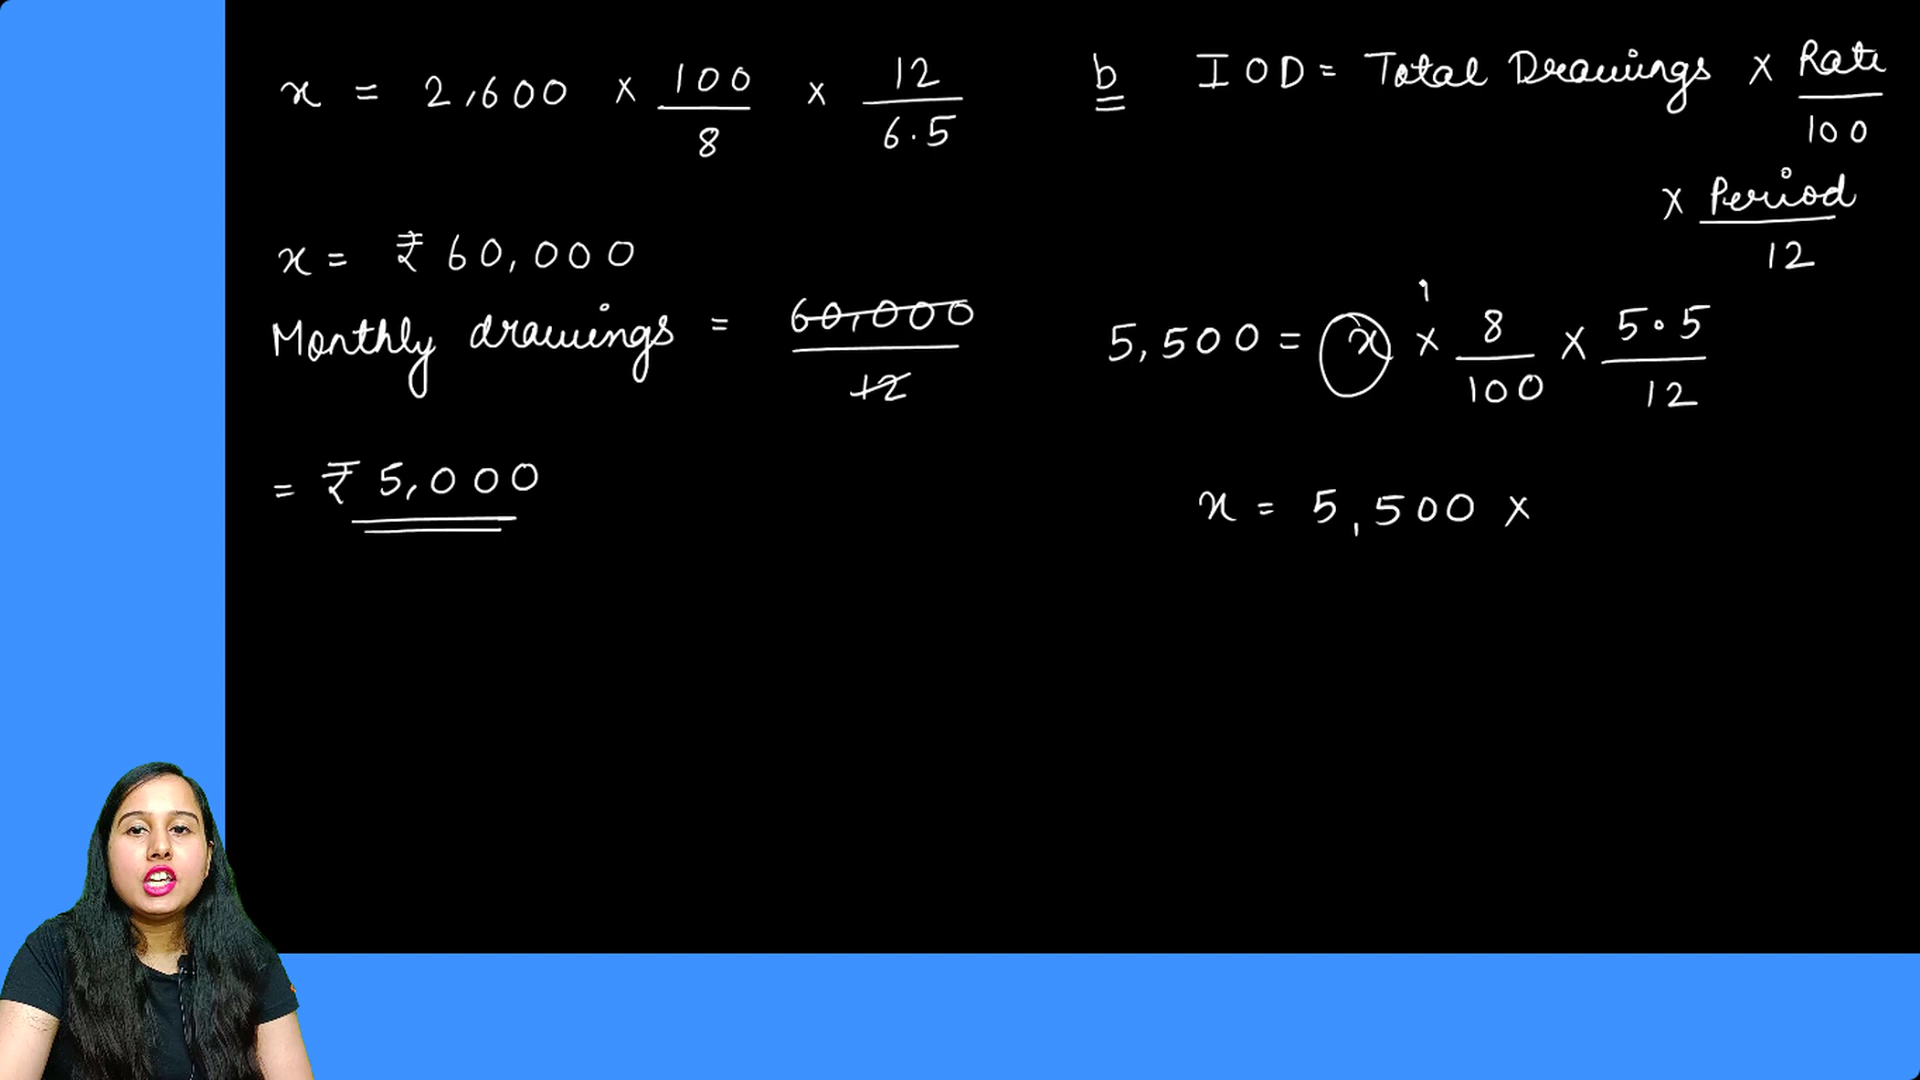 x = 2,600 × 100/8 × 12/6.5
x = ₹ 60,000
Monthly drawings = 60,000/12
= ₹ 5,000
b IOD = Total Drawings × Rate/100
× Period/12
5,500 = x × 8/100 × 5.5/12
x = 5,500 ×